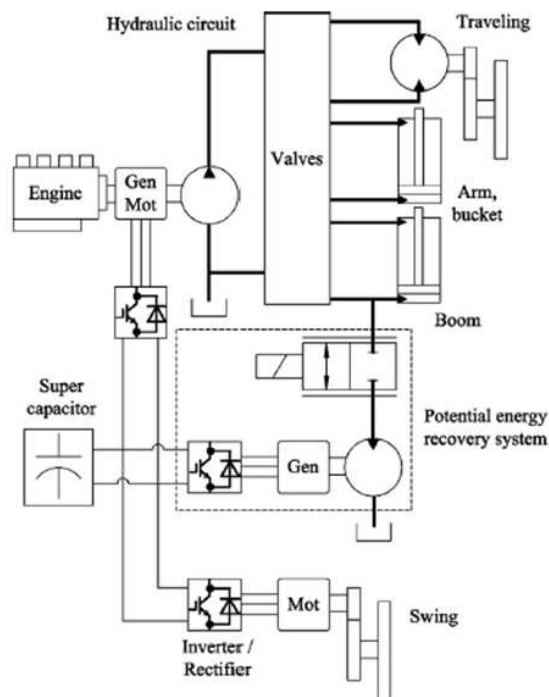 Hydraulic circuit
Traveling
Valves
Engine
Gen
Mot
Arm,
bucket
Boom
Super
capacitor
Potential energy
recovery system
Gen
Mot
Swing
Inverter /
Rectifier